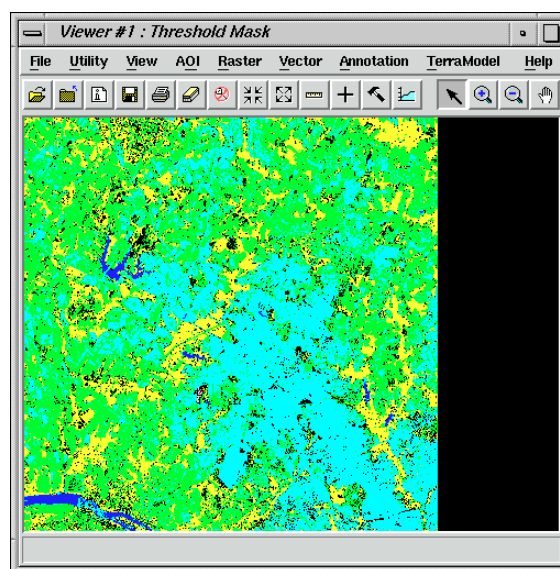 Viewer #1 : Threshold Mask
File Utility View AOI Raster Vector Annotation TerraModel Help